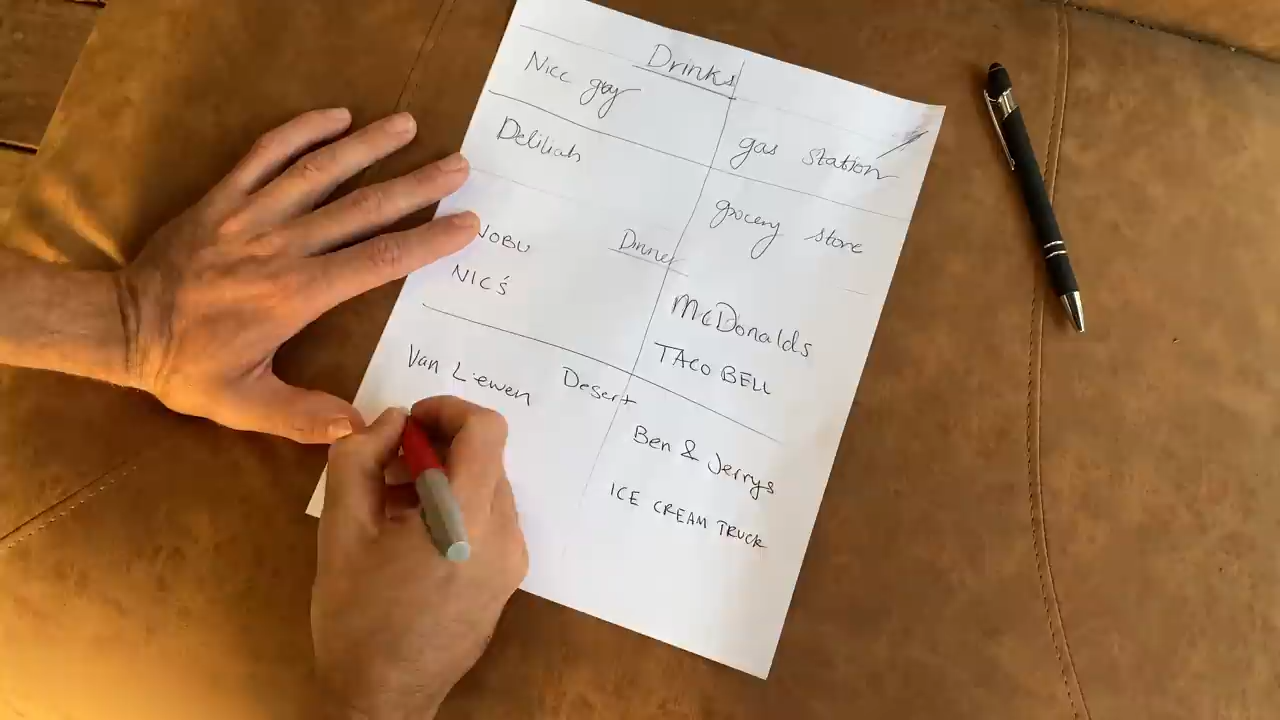 Drinks
Nice guy
Deliliah
gas station
grocery store
Dinner
NOBU
NIC'S
McDonalds
TACO BELL
Desert
Van Lewen
Ben & Jerrys
ICE CREAM TRUCK